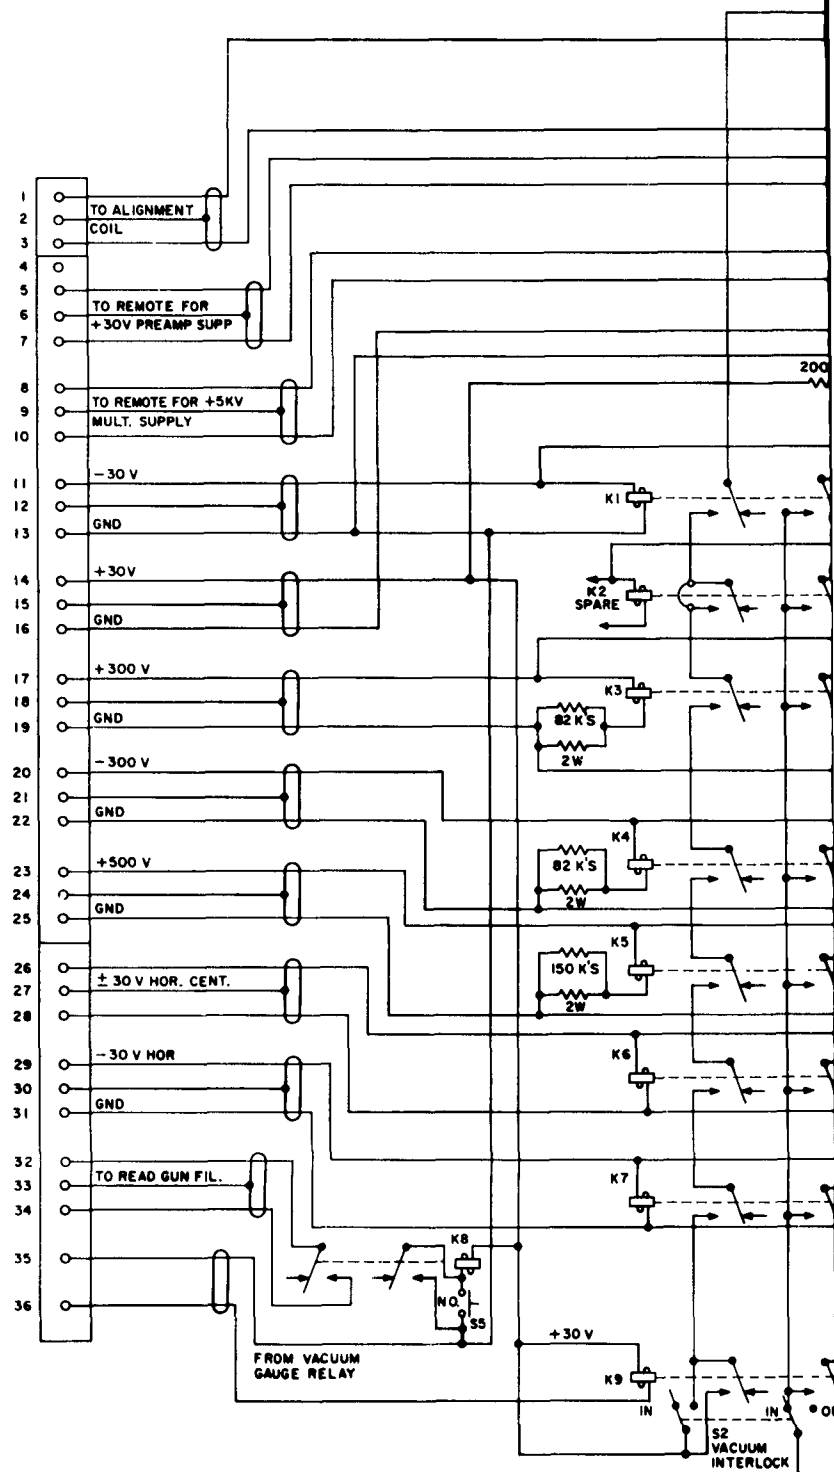 200
1
2
TO ALIGNMENT
COIL
3
4
5
6
TO REMOTE FOR
+30V PREAMP SUPP
7
8
9
TO REMOTE FOR +5KV
MULT. SUPPLY
10
11
-30 V
K1
12
13
GND
14
+30V
K2
SPARE
15
16
GND
17
+300 V
K3
18
19
GND
82 K'S
2W
20
-300 V
21
22
GND
K4
82 K'S
2W
23
+500 V
24
25
GND
K5
150 K'S
2W
26
27
± 30 V HOR. CENT.
28
29
-30 V HOR
K6
30
31
GND
32
33
TO READ GUN FIL.
34
K7
35
K8
36
NO.
S5
FROM VACUUM
GAUGE RELAY
+30 V
K9
IN
IN
S2
VACUUM
INTERLOCK